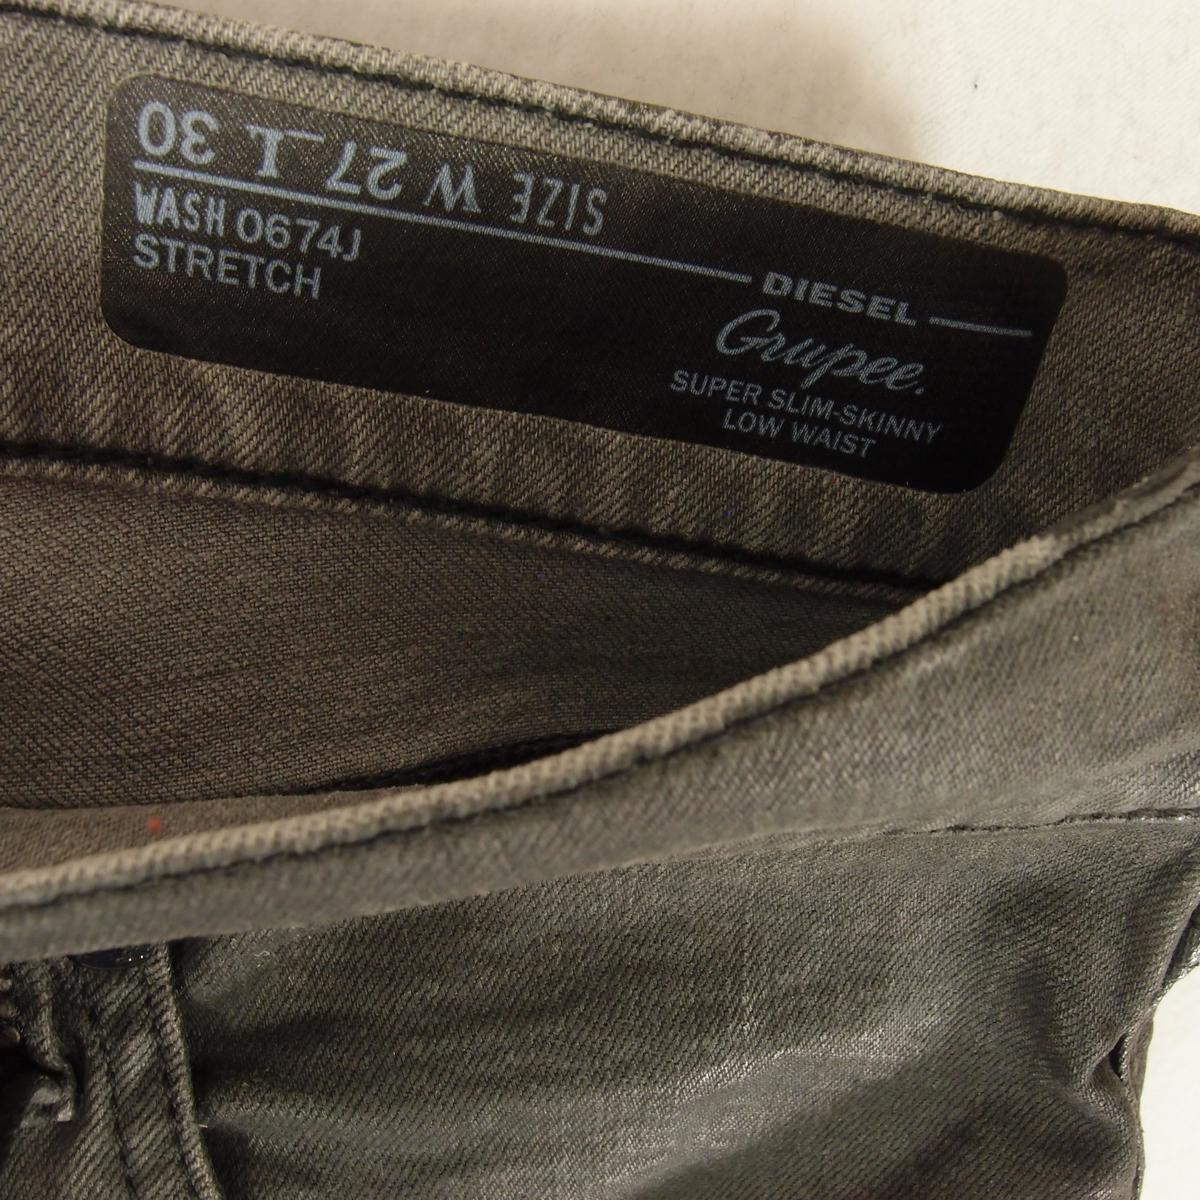 SIZE W 27 L 30
WASH 0674J
STRETCH
DIESEL
Grupee.
SUPER SLIM-SKINNY
LOW WAIST